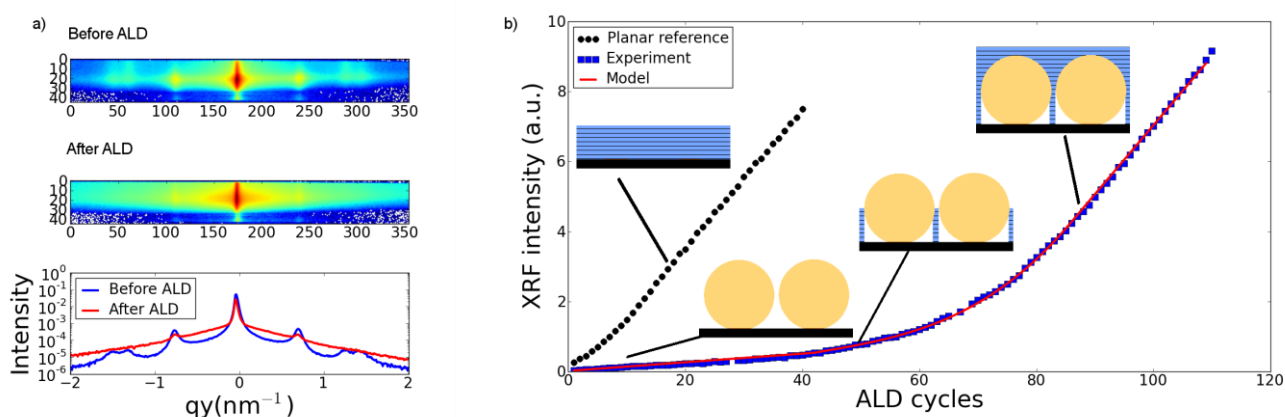 a)
Before ALD
0
10
20
30
40
0 50 100 150 200 250 300 350
After ALD
0
10
20
30
40
0 50 100 150 200 250 300 350
Intensity
10^0
10^-1
10^-2
10^-3
10^-4
10^-5
10^-6
Before ALD
After ALD
−2 −1 0 1 2
qy(nm^−1)
b)
XRF intensity (a.u.)
10
8
6
4
2
0
Planar reference
Experiment
Model
0 20 40 60 80 100 120
ALD cycles